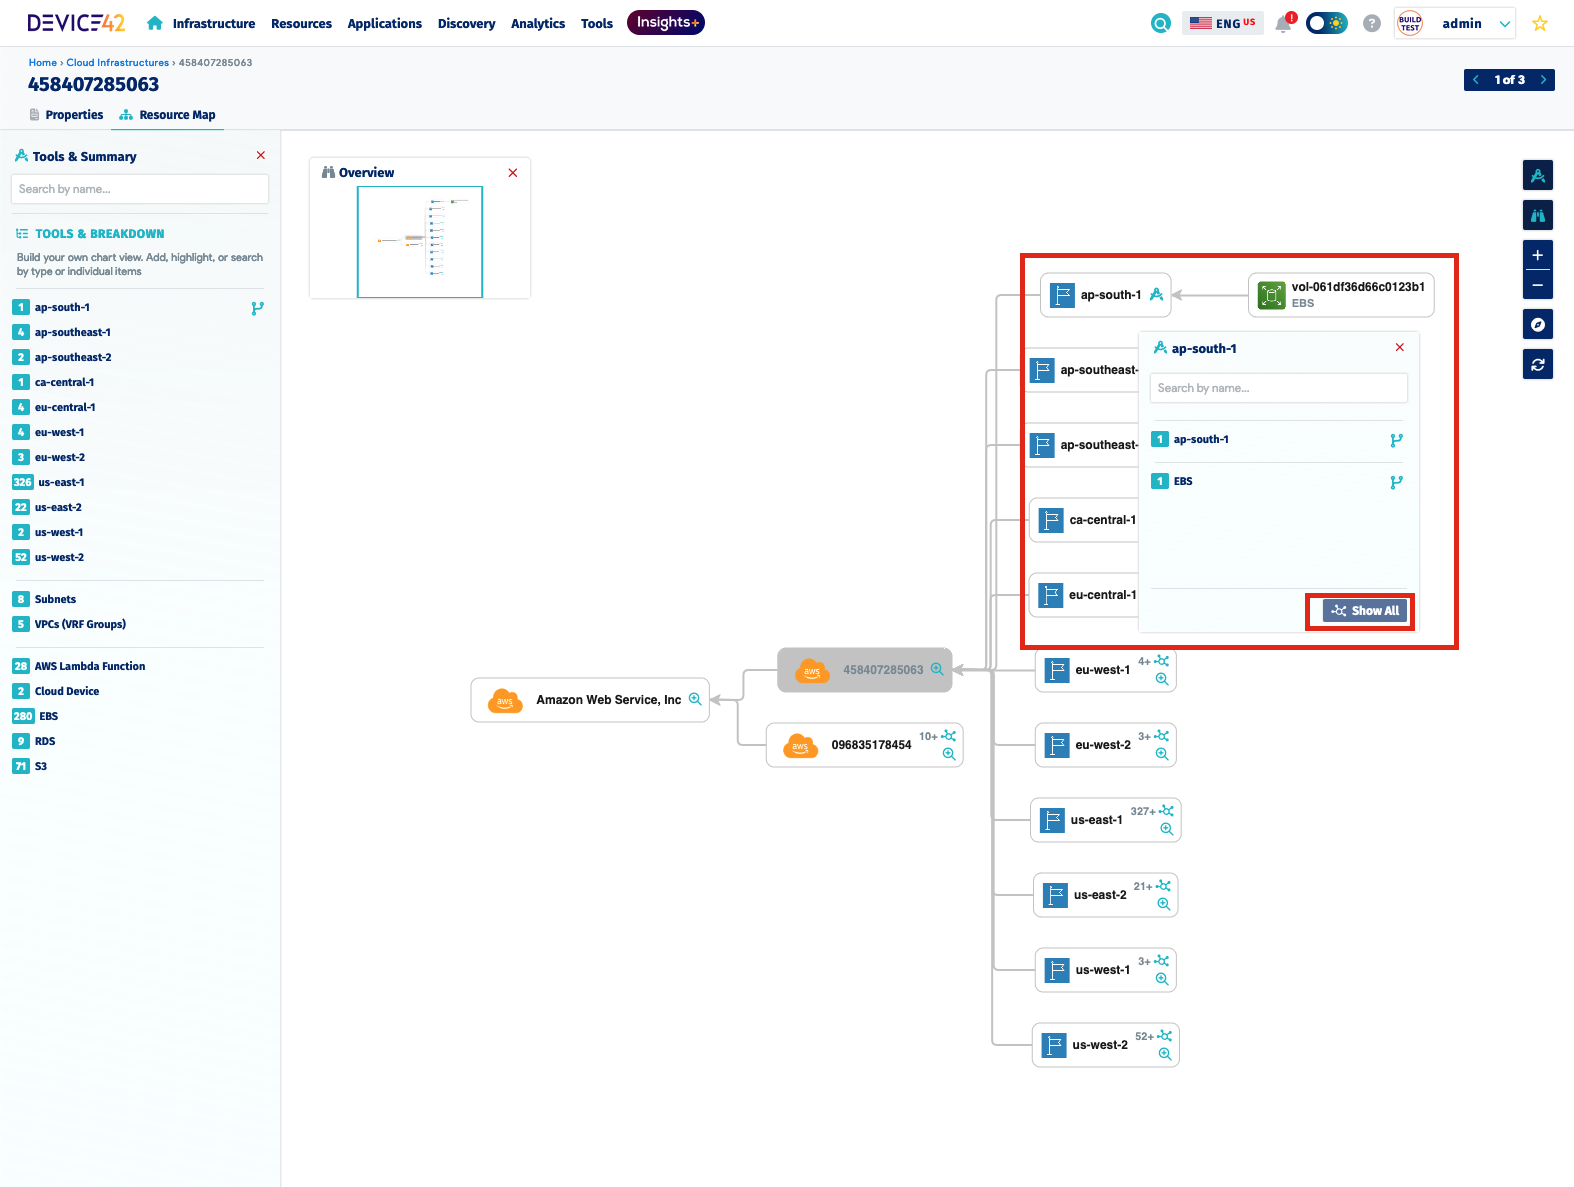 DEVICE42
Infrastructure
Resources
Applications
Discovery
Analytics
Tools
Insights+
ENG US
!
?
BUILD
TEST
admin
Home › Cloud Infrastructures › 458407285063
458407285063
1 of 3
Properties
Resource Map
Tools & Summary
Search by name...
TOOLS & BREAKDOWN
Build your own chart view. Add, highlight, or search
by type or individual items
1 ap-south-1
4 ap-southeast-1
2 ap-southeast-2
1 ca-central-1
4 eu-central-1
4 eu-west-1
3 eu-west-2
326 us-east-1
22 us-east-2
2 us-west-1
52 us-west-2
8 Subnets
5 VPCs (VRF Groups)
28 AWS Lambda Function
2 Cloud Device
280 EBS
9 RDS
71 S3
Overview
aws Amazon Web Service, Inc
aws 458407285063
aws 096835178454 10+
ap-south-1
vol-061df36d66c0123b1
EBS
ap-southeast-
ap-southeast-
ca-central-1
eu-central-1
ap-south-1
Search by name...
1 ap-south-1
1 EBS
Show All
eu-west-1 4+
eu-west-2 3+
us-east-1 327+
us-east-2 21+
us-west-1 3+
us-west-2 52+